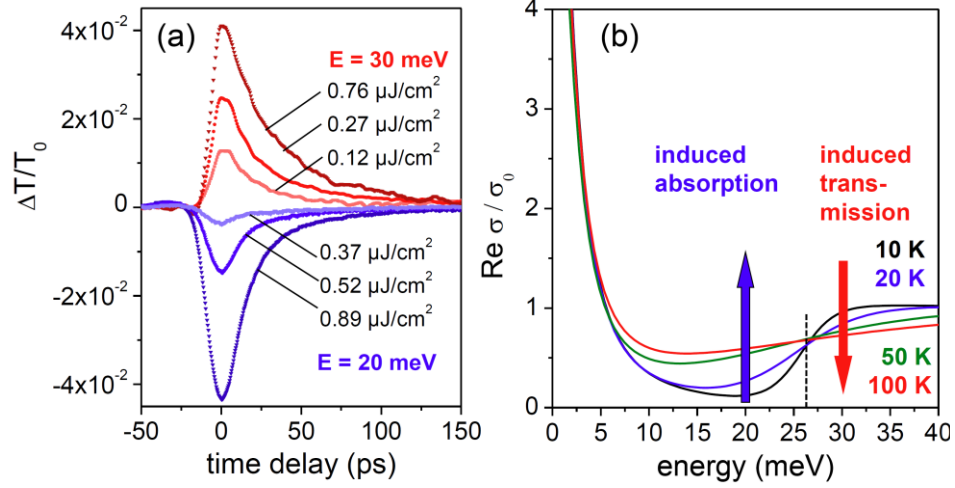 (a)
E = 30 meV
0.76 µJ/cm²
0.27 µJ/cm²
0.12 µJ/cm²
0.37 µJ/cm²
0.52 µJ/cm²
0.89 µJ/cm²
E = 20 meV
ΔT/T₀
4x10⁻²
2x10⁻²
0
-2x10⁻²
-4x10⁻²
-50 0 50 100 150
time delay (ps)
(b)
induced
absorption
induced
trans-
mission
10 K
20 K
50 K
100 K
Re σ / σ₀
4
3
2
1
0
0 5 10 15 20 25 30 35 40
energy (meV)